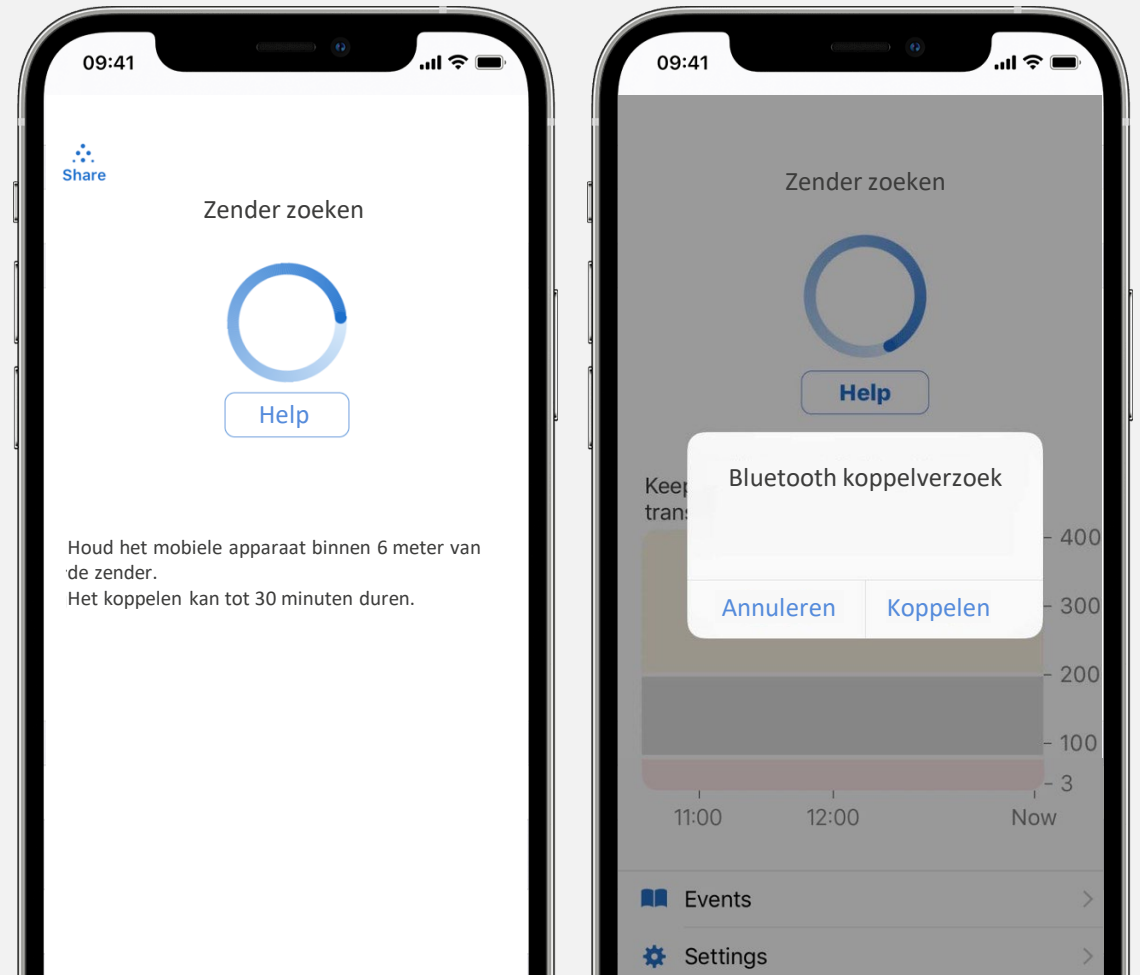 09:41
Share
Zender zoeken
Help
Houd het mobiele apparaat binnen 6 meter van
de zender.
Het koppelen kan tot 30 minuten duren.
09:41
Zender zoeken
Help
Keep
Bluetooth koppelverzoek
400
Annuleren
Koppelen
300
200
100
3
11:00
12:00
Now
Events
Settings